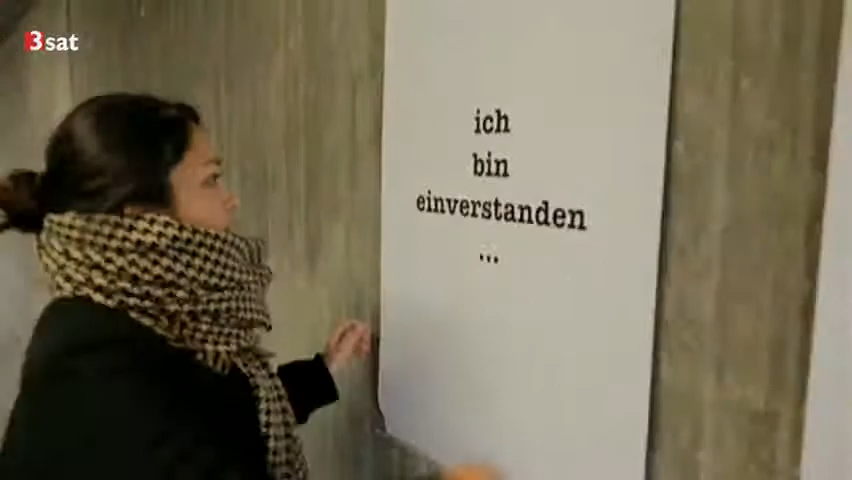 3sat
ich
bin
einverstanden
...